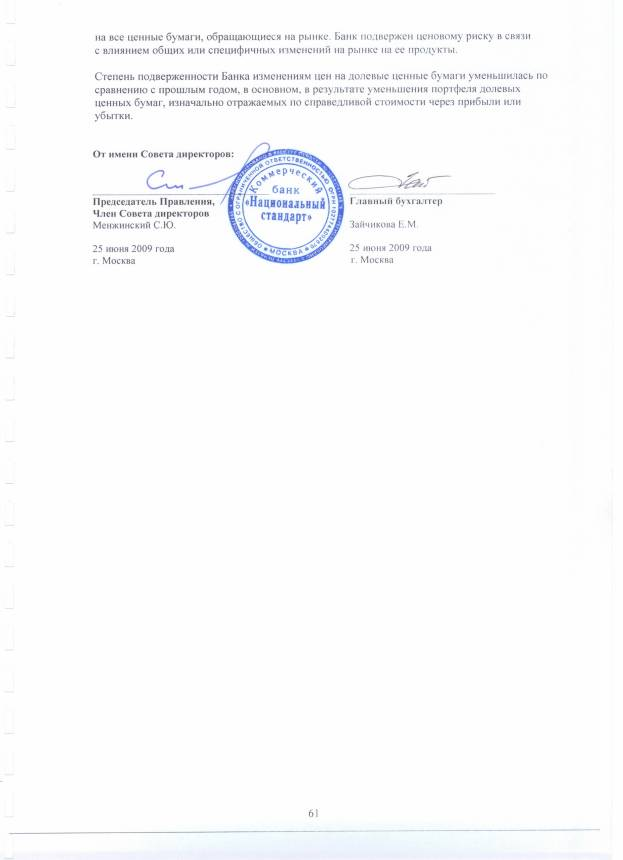 на все ценные бумаги, обращающиеся на рынке. Банк подвержен ценовому риску в связи
с влиянием общих или специфичных изменений на рынке на ее продукты.
Степень подверженности Банка изменениям цен на долевые ценные бумаги уменьшилась по
сравнению с прошлым годом, в основном, в результате уменьшения портфеля долевых
ценных бумаг, изначально отражаемых по справедливой стоимости через прибыли или
убытки.
От имени Совета директоров:
Председатель Правления,
Член Совета директоров
Менжинский С.Ю.
25 июня 2009 года
г. Москва
ОБЩЕСТВО С ОГРАНИЧЕННОЙ ОТВЕТСТВЕННОСТЬЮ
Коммерческий
банк
«Национальный
стандарт»
МОСКВА
Главный бухгалтер
Зайчикова Е.М.
25 июня 2009 года
г. Москва
61